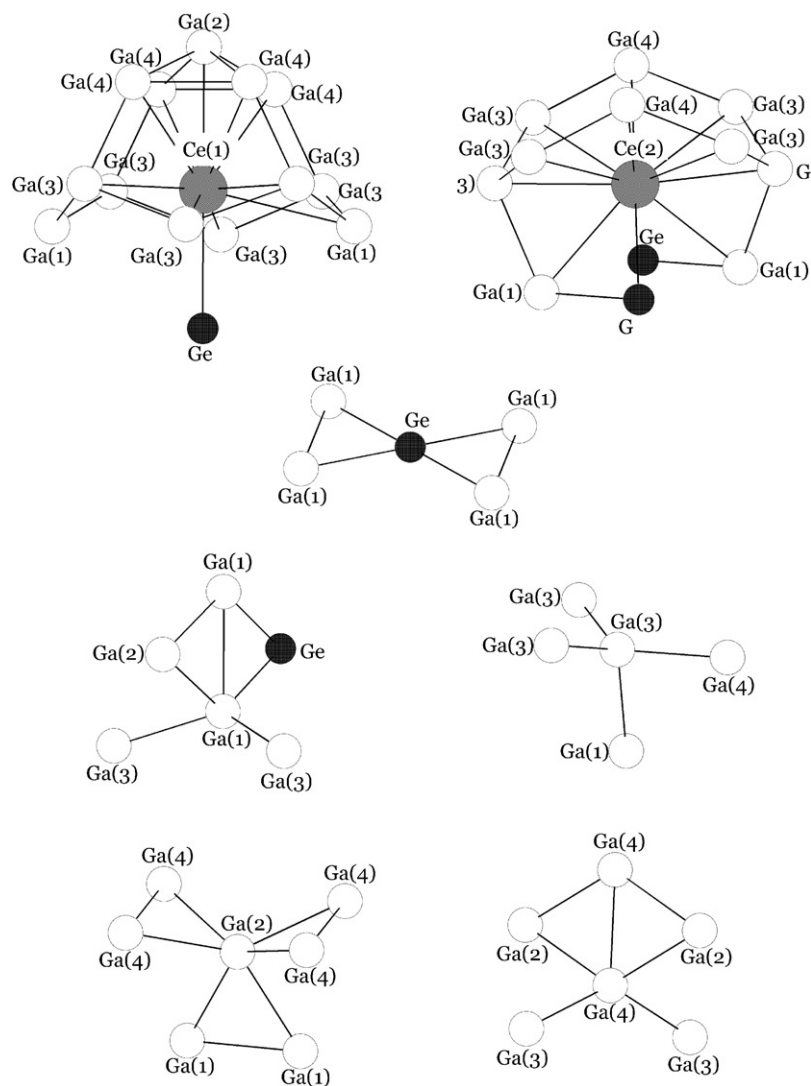 Ga(2)
Ga(4) Ga(4)
Ga(4) Ga(4)
Ce(1)
Ga(3) Ga(3)
Ga(3) Ga(3
Ga(1) Ga(3) Ga(3) Ga(1)
Ge
Ga(4)
Ga(3) Ga(4) Ga(3)
Ga(3) Ce(2) Ga(3)
3) G
Ge
Ga(1) Ga(1)
G
Ga(1)
Ge Ga(1)
Ga(1)
Ga(1)
Ga(1)
Ga(2) Ge
Ga(1)
Ga(3) Ga(3)
Ga(3)
Ga(3)
Ga(3)
Ga(4)
Ga(1)
Ga(4)
Ga(4)
Ga(2)
Ga(4) Ga(4)
Ga(1)
Ga(1)
Ga(4)
Ga(2) Ga(2)
Ga(4)
Ga(3) Ga(3)